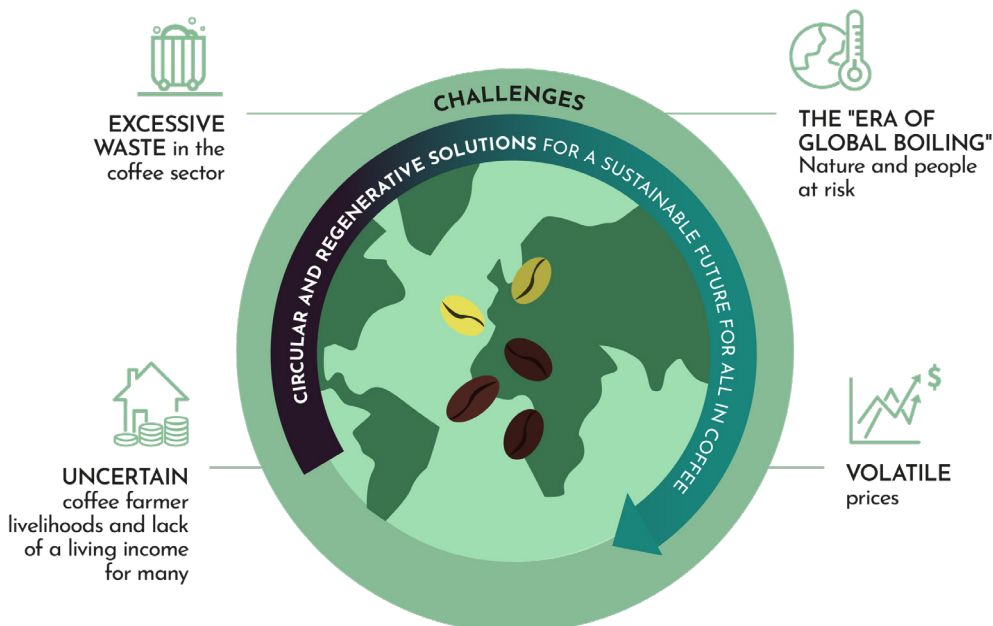 CHALLENGES
CIRCULAR AND REGENERATIVE SOLUTIONS FOR A SUSTAINABLE FUTURE FOR ALL IN COFFEE
EXCESSIVE
WASTE in the
coffee sector
THE "ERA OF
GLOBAL BOILING"
Nature and people
at risk
$
UNCERTAIN
coffee farmer
livelihoods and lack
of a living income
for many
VOLATILE
prices